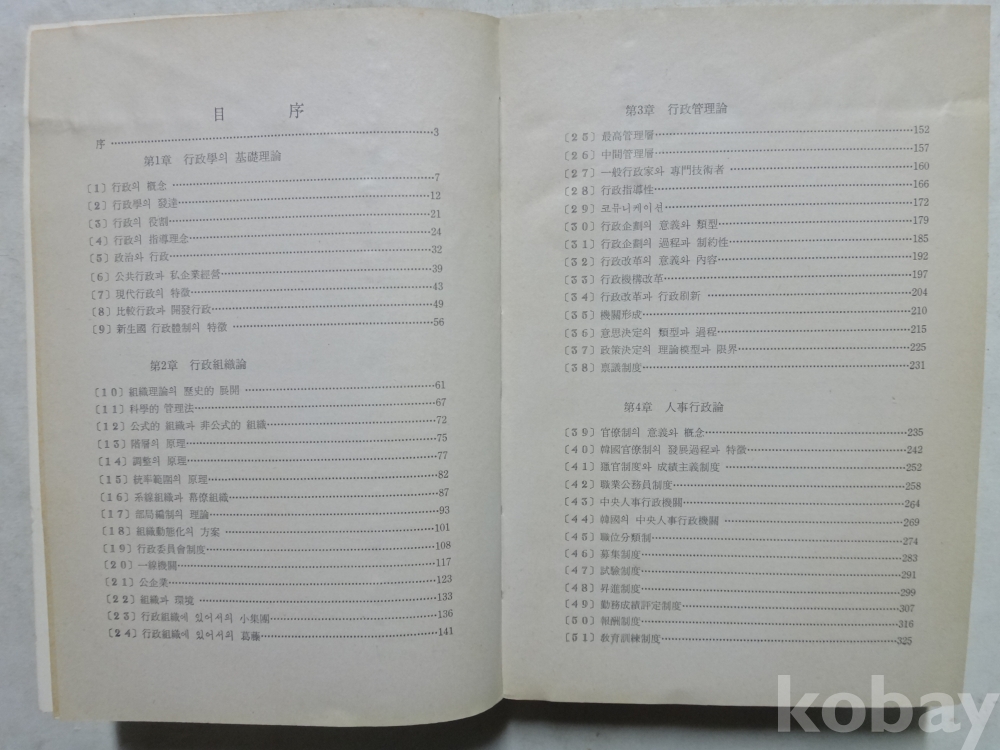 目 序
序 ··· 3
第1章 行政學의 基礎理論
〔1〕行政의 概念 ··· 7
〔2〕行政學의 發達 ··· 12
〔3〕行政의 役割 ··· 21
〔4〕行政의 指導理念 ··· 24
〔5〕政治와 行政 ··· 32
〔6〕公共行政과 私企業經營 ··· 39
〔7〕現代行政의 特徵 ··· 43
〔8〕比較行政과 開發行政 ··· 49
〔9〕新生國 行政體制의 特徵 ··· 56
第2章 行政組織論
〔10〕組織理論의 歷史的 展開 ··· 61
〔11〕科學的 管理法 ··· 67
〔12〕公式的 組織과 非公式的 組織 ··· 72
〔13〕階層의 原理 ··· 75
〔14〕調整의 原理 ··· 77
〔15〕統率範圍의 原理 ··· 82
〔16〕系線組織과 幕僚組織 ··· 87
〔17〕部局編制의 理論 ··· 93
〔18〕組織動態化의 方案 ··· 101
〔19〕行政委員會制度 ··· 108
〔20〕一線機關 ··· 117
〔21〕公企業 ··· 123
〔22〕組織과 環境 ··· 133
〔23〕行政組織에 있어서의 小集團 ··· 136
〔24〕行政組織에 있어서의 葛藤 ··· 141
第3章 行政管理論
〔25〕最高管理層 ··· 152
〔26〕中間管理層 ··· 157
〔27〕一般行政家와 專門技術者 ··· 160
〔28〕行政指導性 ··· 166
〔29〕코뮤니케이션 ··· 172
〔30〕行政企劃의 意義와 類型 ··· 179
〔31〕行政企劃의 過程과 制約性 ··· 185
〔32〕行政改革의 意義와 內容 ··· 192
〔33〕行政機構改革 ··· 197
〔34〕行政改革과 行政刷新 ··· 204
〔35〕機關形成 ··· 210
〔36〕意思決定의 類型과 過程 ··· 215
〔37〕政策決定의 理論模型과 限界 ··· 225
〔38〕禀議制度 ··· 231
第4章 人事行政論
〔39〕官僚制의 意義와 概念 ··· 235
〔40〕韓國官僚制의 發展過程과 特徵 ··· 242
〔41〕獵官制度와 成績主義制度 ··· 252
〔42〕職業公務員制度 ··· 258
〔43〕中央人事行政機關 ··· 264
〔44〕韓國의 中央人事行政機關 ··· 269
〔45〕職位分類制 ··· 274
〔46〕募集制度 ··· 283
〔47〕試驗制度 ··· 291
〔48〕昇進制度 ··· 299
〔49〕勤務成績評定制度 ··· 307
〔50〕報酬制度 ··· 316
〔51〕敎育訓練制度 ··· 325
kobay